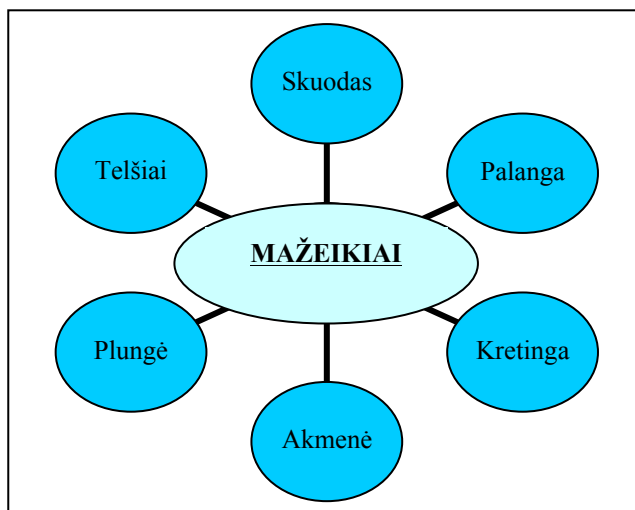 Skuodas
Telšiai
Palanga
MAŽEIKIAI
Plungė
Kretinga
Akmenė